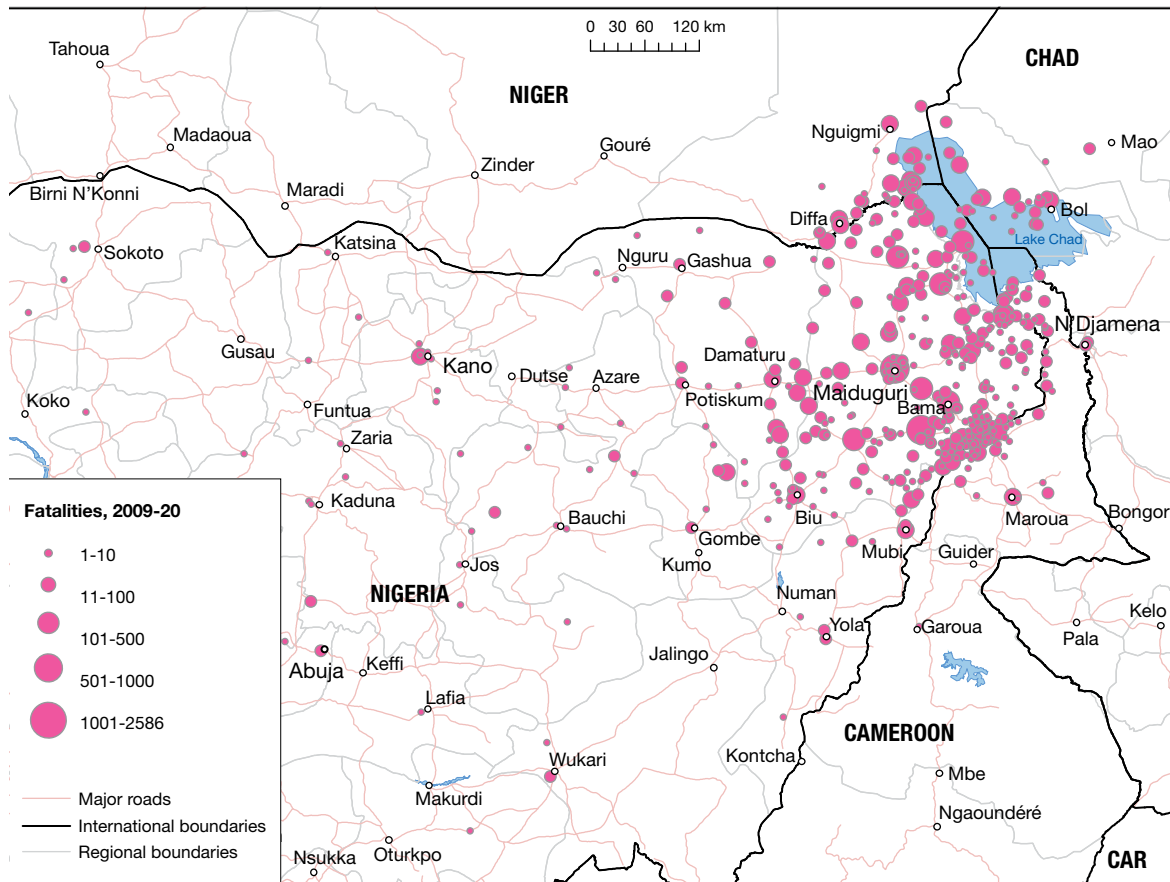 0 30 60 120 km
CHAD
Tahoua
NIGER
Nguigmi
Madaoua
Gouré
Mao
Zinder
Birni N'Konni
Maradi
Diffa
Bol
Sokoto
Katsina
Lake Chad
Nguru
Gashua
N'Djamena
Gusau
Kano
Damaturu
Dutse
Azare
Potiskum
Maiduguri
Koko
Funtua
Bama
Zaria
Kaduna
Biu
Maroua
Bongor
Bauchi
Gombe
Mubi
Guider
Kumo
Jos
NIGERIA
Numan
Kelo
Yola
Garoua
Pala
Abuja
Keffi
Jalingo
Lafia
CAMEROON
Kontcha
Wukari
Mbe
Makurdi
Ngaoundéré
Oturkpo
Nsukka
CAR
Fatalities, 2009-20
1-10
11-100
101-500
501-1000
1001-2586
Major roads
International boundaries
Regional boundaries